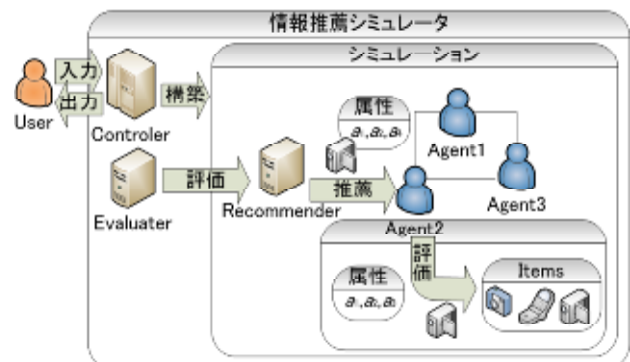 情報推薦シミュレータ
シミュレーション
入力
出力
User
Controler
構築
属性
Agent1
Agent3
Evaluater
評価
Recommender
推薦
Agent2
評価
属性
Items